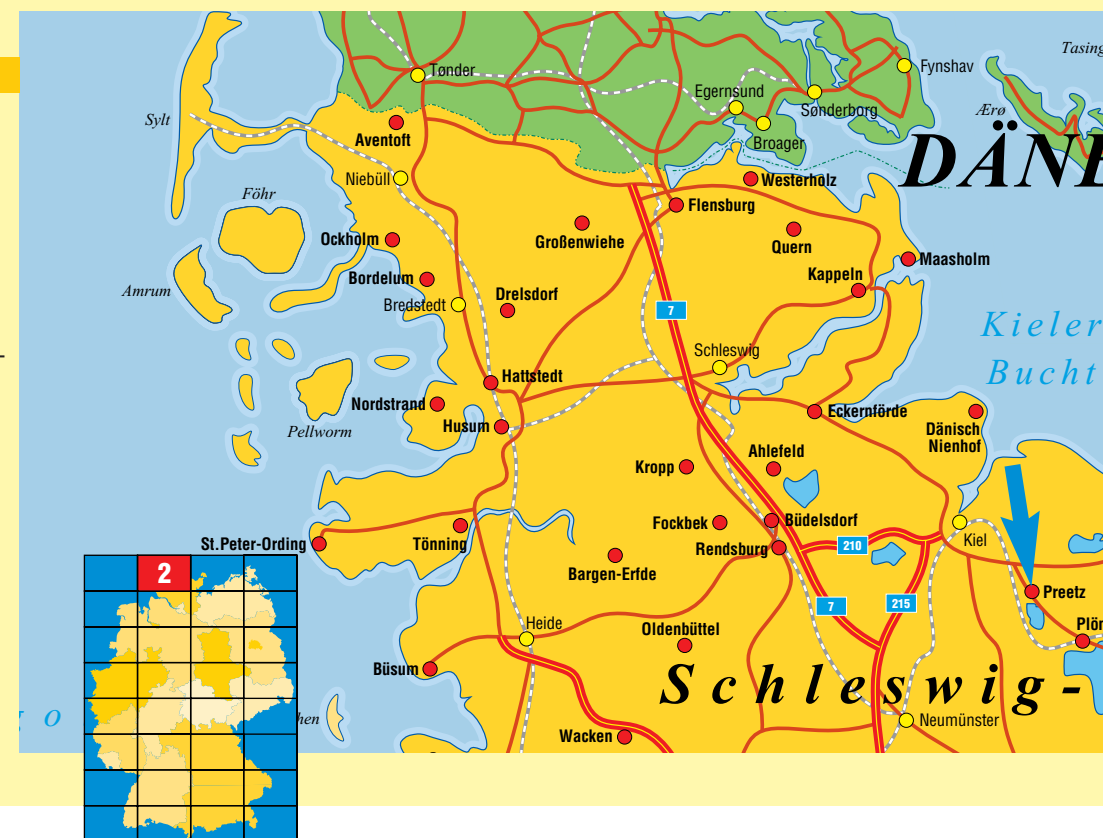 Tønder
Fynshav
Egernsund
Sønderborg
Sylt
Ærø
Aventoft
Broager
DÄNE
Niebüll
Westerholz
Föhr
Flensburg
Ockholm
Großenwiehe
Quern
Maasholm
Bordelum
Kappeln
Amrum
Bredstedt
Drelsdorf
7
Kieler
Bucht
Schleswig
Hattstedt
Nordstrand
Eckernförde
Pellworm
Husum
Dänisch
Nienhof
Ahlefeld
Kropp
Fockbek
Büdelsdorf
St.Peter-Ording
Tönning
Rendsburg
210
Kiel
2
Bargen-Erfde
Preetz
7
215
Heide
Oldenbüttel
Plön
Büsum
Schleswig-
Neumünster
Wacken